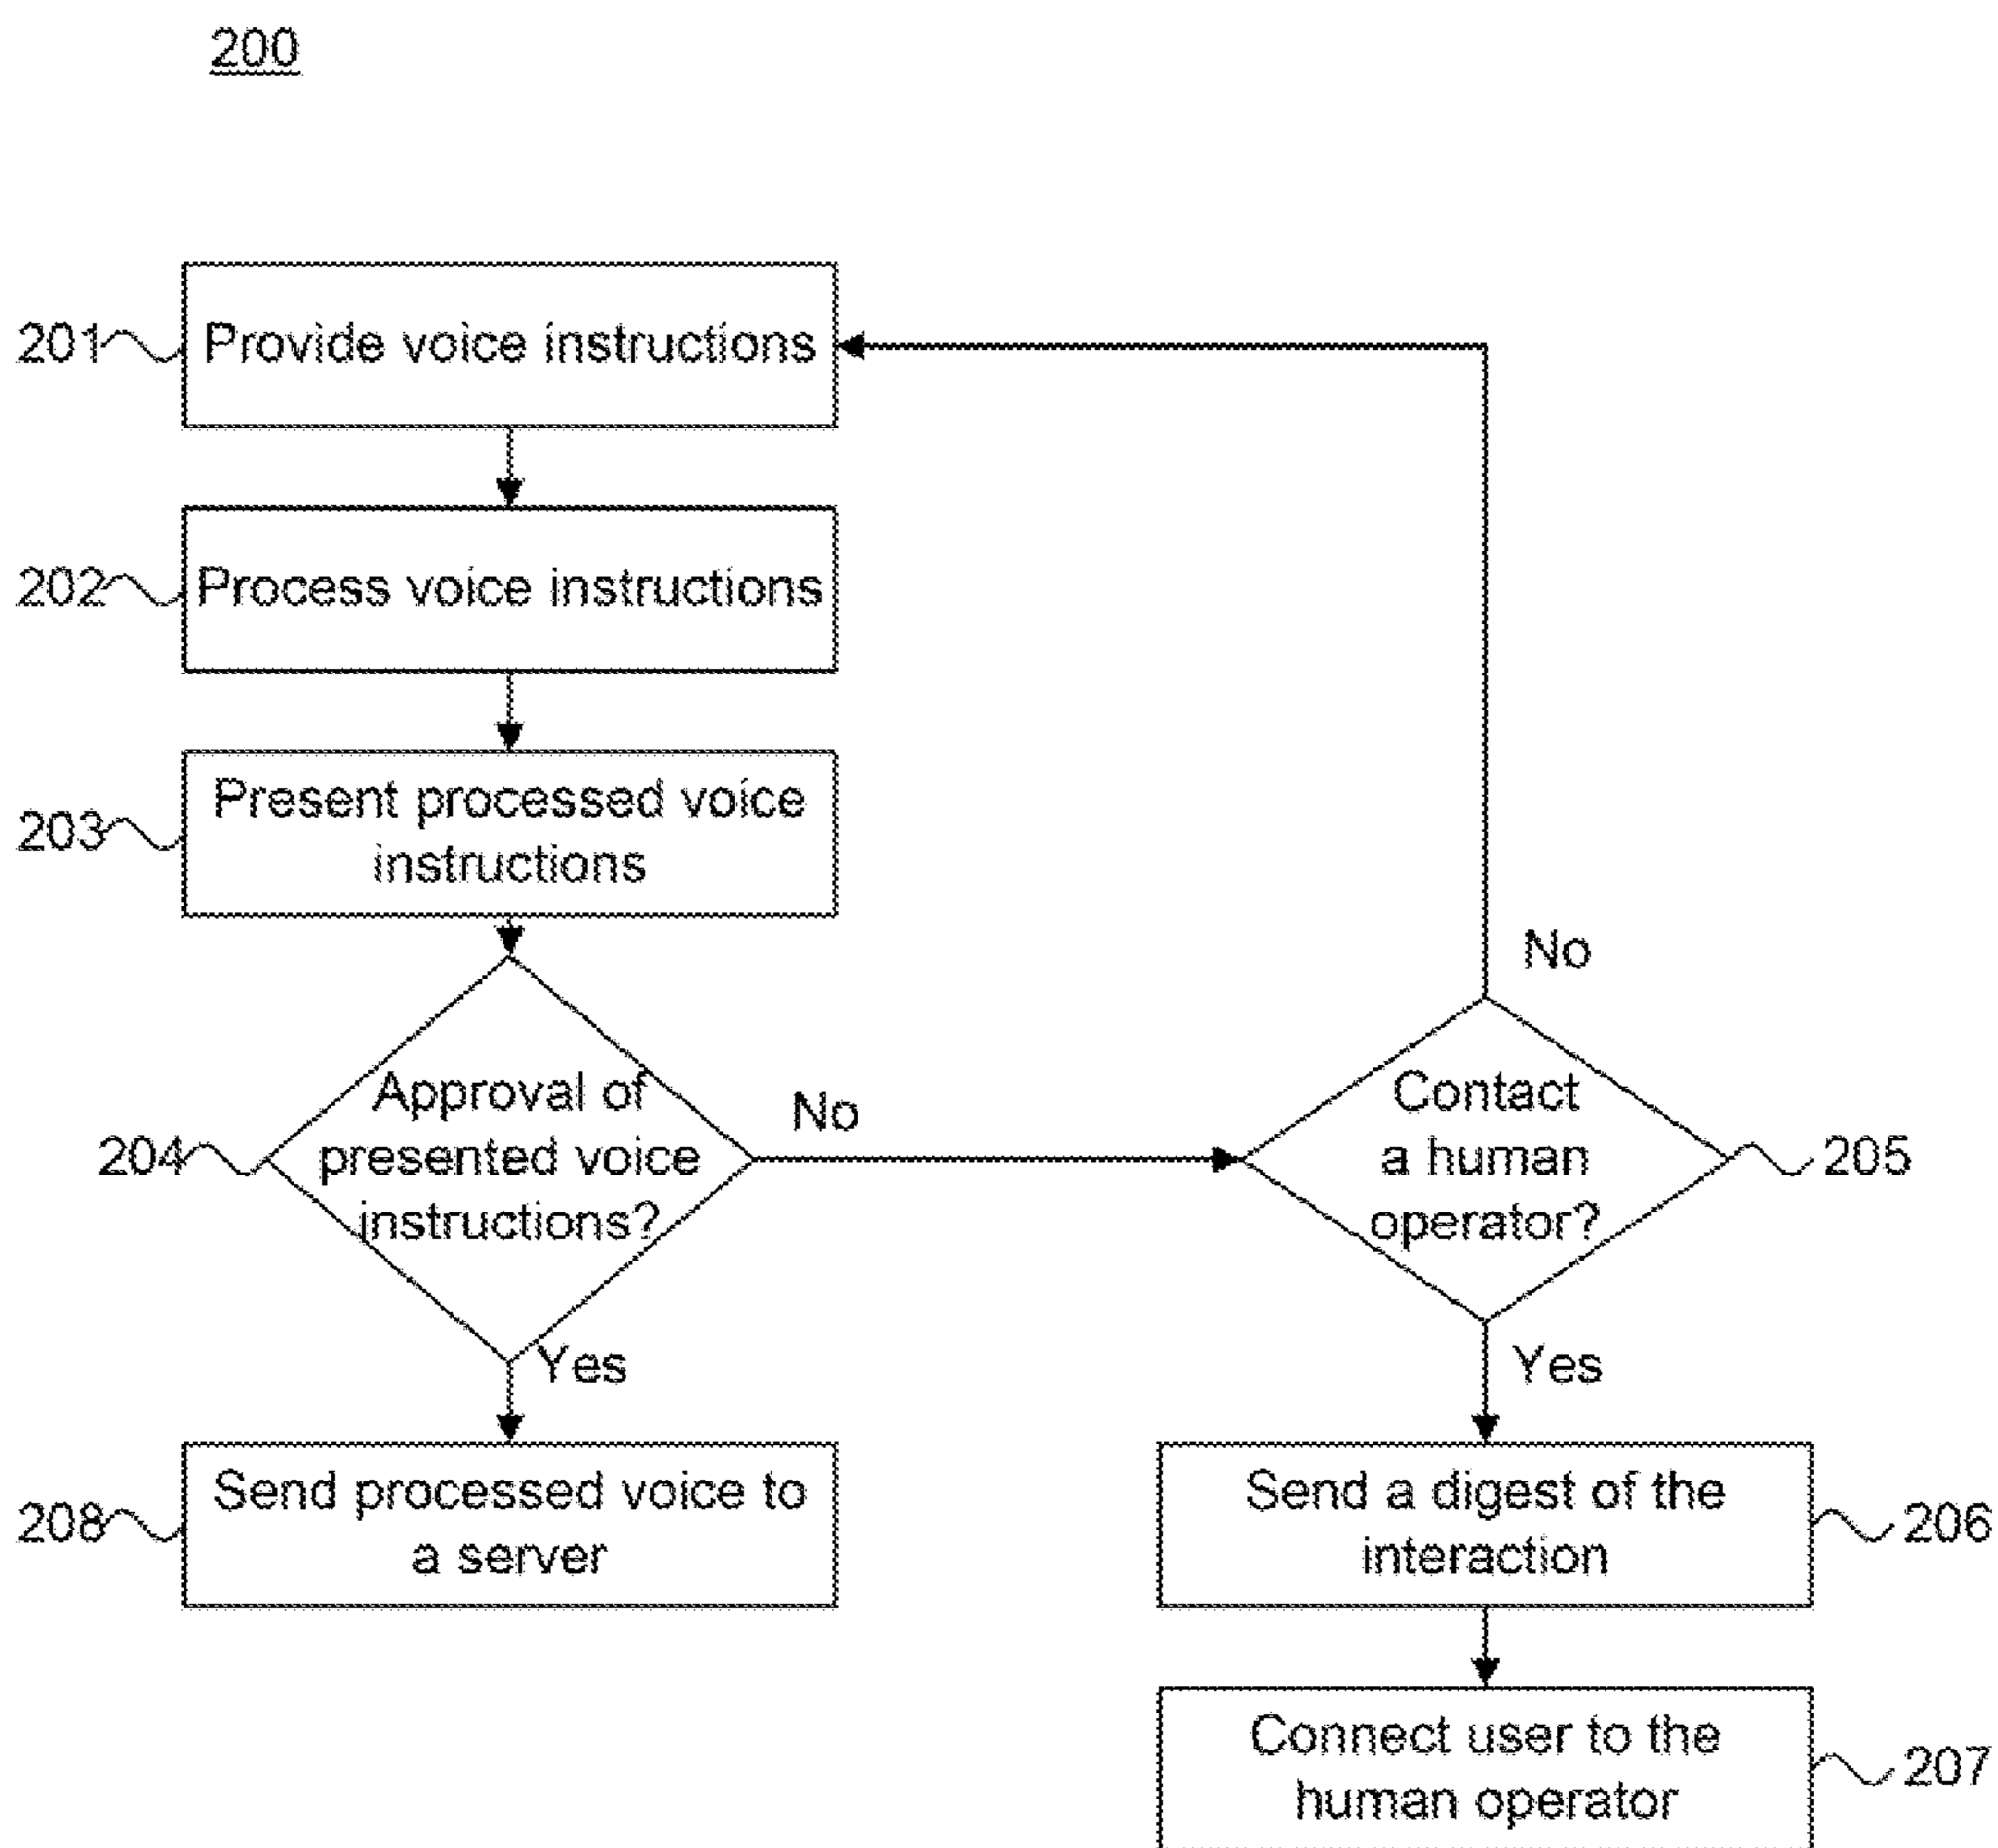 200
201
Provide voice instructions
202
Process voice instructions
203
Present processed voice
instructions
204
Approval of
presented voice
instructions?
No
Yes
Contact
a human
operator?
205
No
Yes
208
Send processed voice to
a server
Send a digest of the
interaction
206
Connect user to the
human operator
207